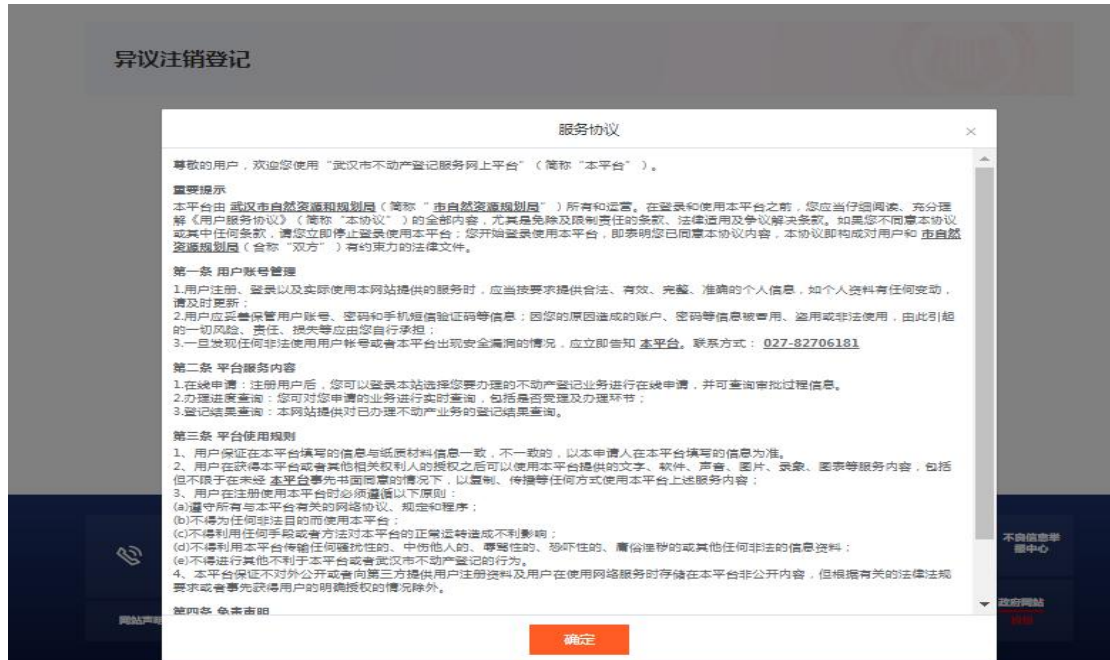 异议注销登记
服务协议
×
尊敬的用户，欢迎您使用“武汉市不动产登记服务网上平台”（简称“本平台”）。
重要提示
本平台由 武汉市自然资源和规划局（简称“市自然资源规划局”）所有和运营。在登录和使用本平台之前，您应当仔细阅读、充分理
解《用户服务协议》（简称“本协议”）的全部内容，尤其是免除及限制责任的条款、法律适用及争议解决条款。如果您不同意本协议
或其中任何条款，请您立即停止登录使用本平台；您开始登录使用本平台，即表明您已同意本协议内容，本协议即构成对用户和 市自然
资源规划局（合称“双方”）有约束力的法律文件。
第一条 用户账号管理
1.用户注册、登录以及实际使用本网站提供的服务时，应当按要求提供合法、有效、完整、准确的个人信息，如个人资料有任何变动，
请及时更新；
2.用户应妥善保管用户账号、密码和手机短信验证码等信息；因您的原因造成的账户、密码等信息被冒用、盗用或非法使用，由此引起
的一切风险、责任、损失等应由您自行承担；
3.一旦发现任何非法使用用户帐号或者本平台出现安全漏洞的情况，应立即告知 本平台。联系方式： 027-82706181
第二条 平台服务内容
1.在线申请：注册用户后，您可以登录本站选择您要办理的不动产登记业务进行在线申请，并可查询审批过程信息。
2.办理进度查询：您可对您申请的业务进行实时查询，包括是否受理及办理环节；
3.登记结果查询：本网站提供对已办理不动产业务的登记结果查询。
第三条 平台使用规则
1、用户保证在本平台填写的信息与纸质材料信息一致，不一致的，以本申请人在本平台填写的信息为准。
2、用户在获得本平台或者其他相关权利人的授权之后可以使用本平台提供的文字、软件、声音、图片、录象、图表等服务内容，包括
但不限于在未经 本平台事先书面同意的情况下，以复制、传播等任何方式使用本平台上述服务内容；
3、用户在注册使用本平台时必须遵循以下原则：
(a)遵守所有与本平台有关的网络协议、规定和程序；
(b)不得为任何非法目的而使用本平台；
(c)不得利用任何手段或者方法对本平台的正常运转造成不利影响；
(d)不得利用本平台传输任何骚扰性的、中伤他人的、辱骂性的、恐吓性的、庸俗淫秽的或其他任何非法的信息资料；
(e)不得进行其他不利于本平台或者武汉市不动产登记的行为。
4、本平台保证不对外公开或者向第三方提供用户注册资料及用户在使用网络服务时存储在本平台非公开内容，但根据有关的法律法规
要求或者事先获得用户的明确授权的情况除外。
第四条 免责声明
确定
网站声明
不良信息举
报中心
政府网站